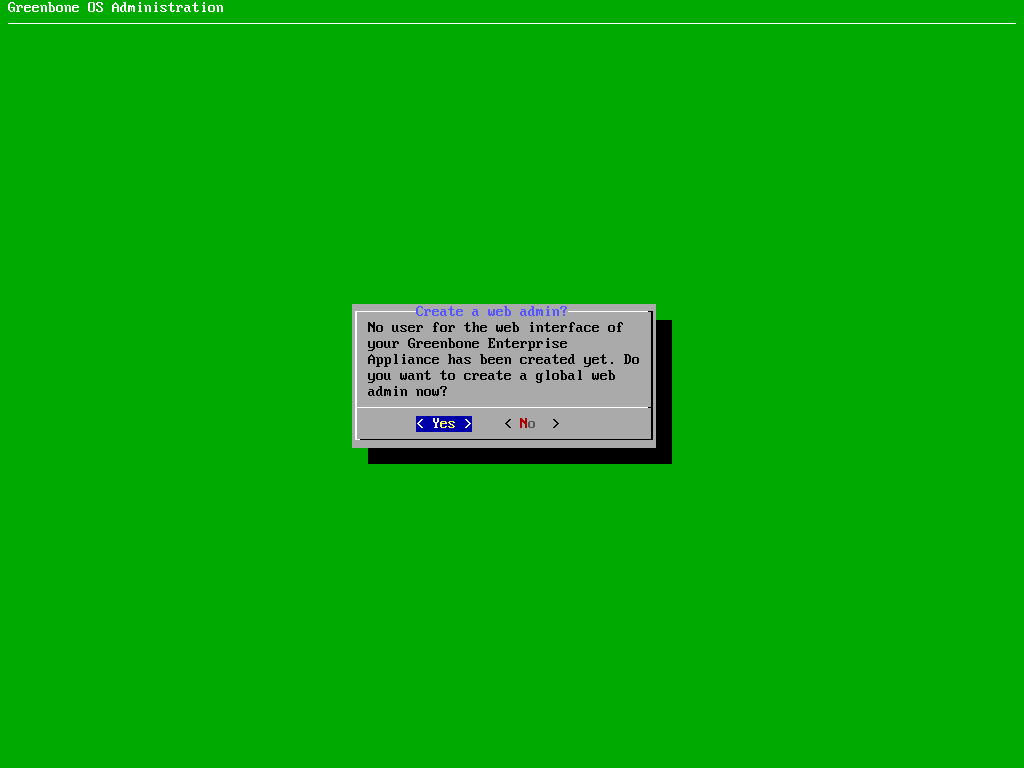 Greenbone OS Administration
Create a web admin?
No user for the web interface of
your Greenbone Enterprise
Appliance has been created yet. Do
you want to create a global web
admin now?
< Yes > < No >